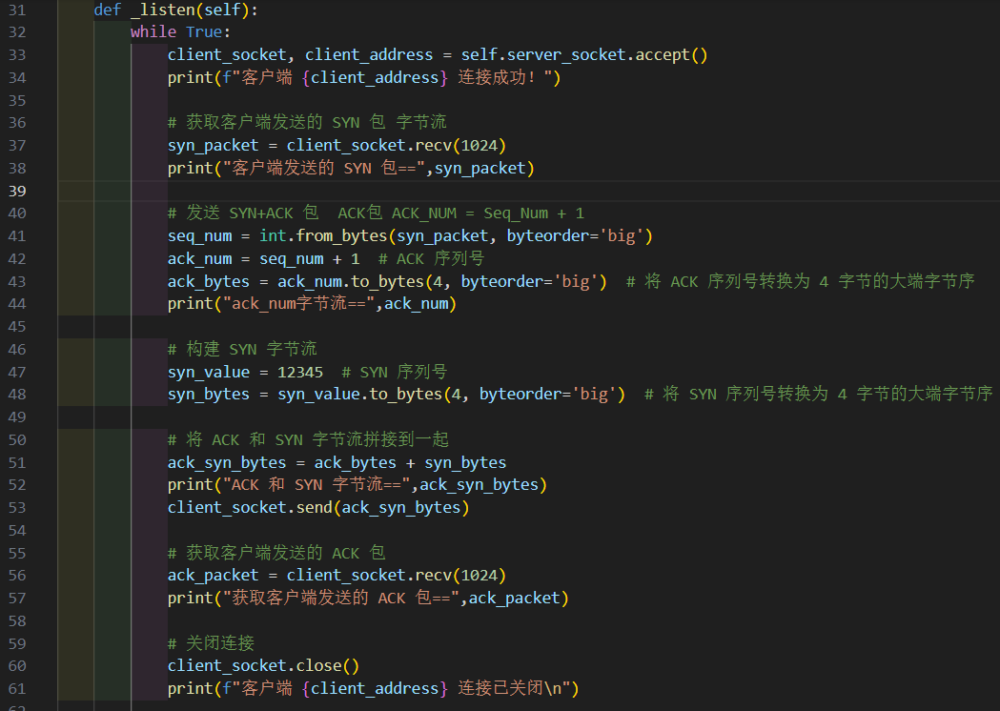 31 def _listen(self):
32 while True:
33 client_socket, client_address = self.server_socket.accept()
34 print(f"客户端 {client_address} 连接成功！")
35
36 # 获取客户端发送的 SYN 包 字节流
37 syn_packet = client_socket.recv(1024)
38 print("客户端发送的 SYN 包==",syn_packet)
39
40 # 发送 SYN+ACK 包  ACK包 ACK_NUM = Seq_Num + 1
41 seq_num = int.from_bytes(syn_packet, byteorder='big')
42 ack_num = seq_num + 1  # ACK 序列号
43 ack_bytes = ack_num.to_bytes(4, byteorder='big')  # 将 ACK 序列号转换为 4 字节的大端字节序
44 print("ack_num字节流==",ack_num)
45
46 # 构建 SYN 字节流
47 syn_value = 12345  # SYN 序列号
48 syn_bytes = syn_value.to_bytes(4, byteorder='big')  # 将 SYN 序列号转换为 4 字节的大端字节序
49
50 # 将 ACK 和 SYN 字节流拼接到一起
51 ack_syn_bytes = ack_bytes + syn_bytes
52 print("ACK 和 SYN 字节流==",ack_syn_bytes)
53 client_socket.send(ack_syn_bytes)
54
55 # 获取客户端发送的 ACK 包
56 ack_packet = client_socket.recv(1024)
57 print("获取客户端发送的 ACK 包==",ack_packet)
58
59 # 关闭连接
60 client_socket.close()
61 print(f"客户端 {client_address} 连接已关闭\n")
62